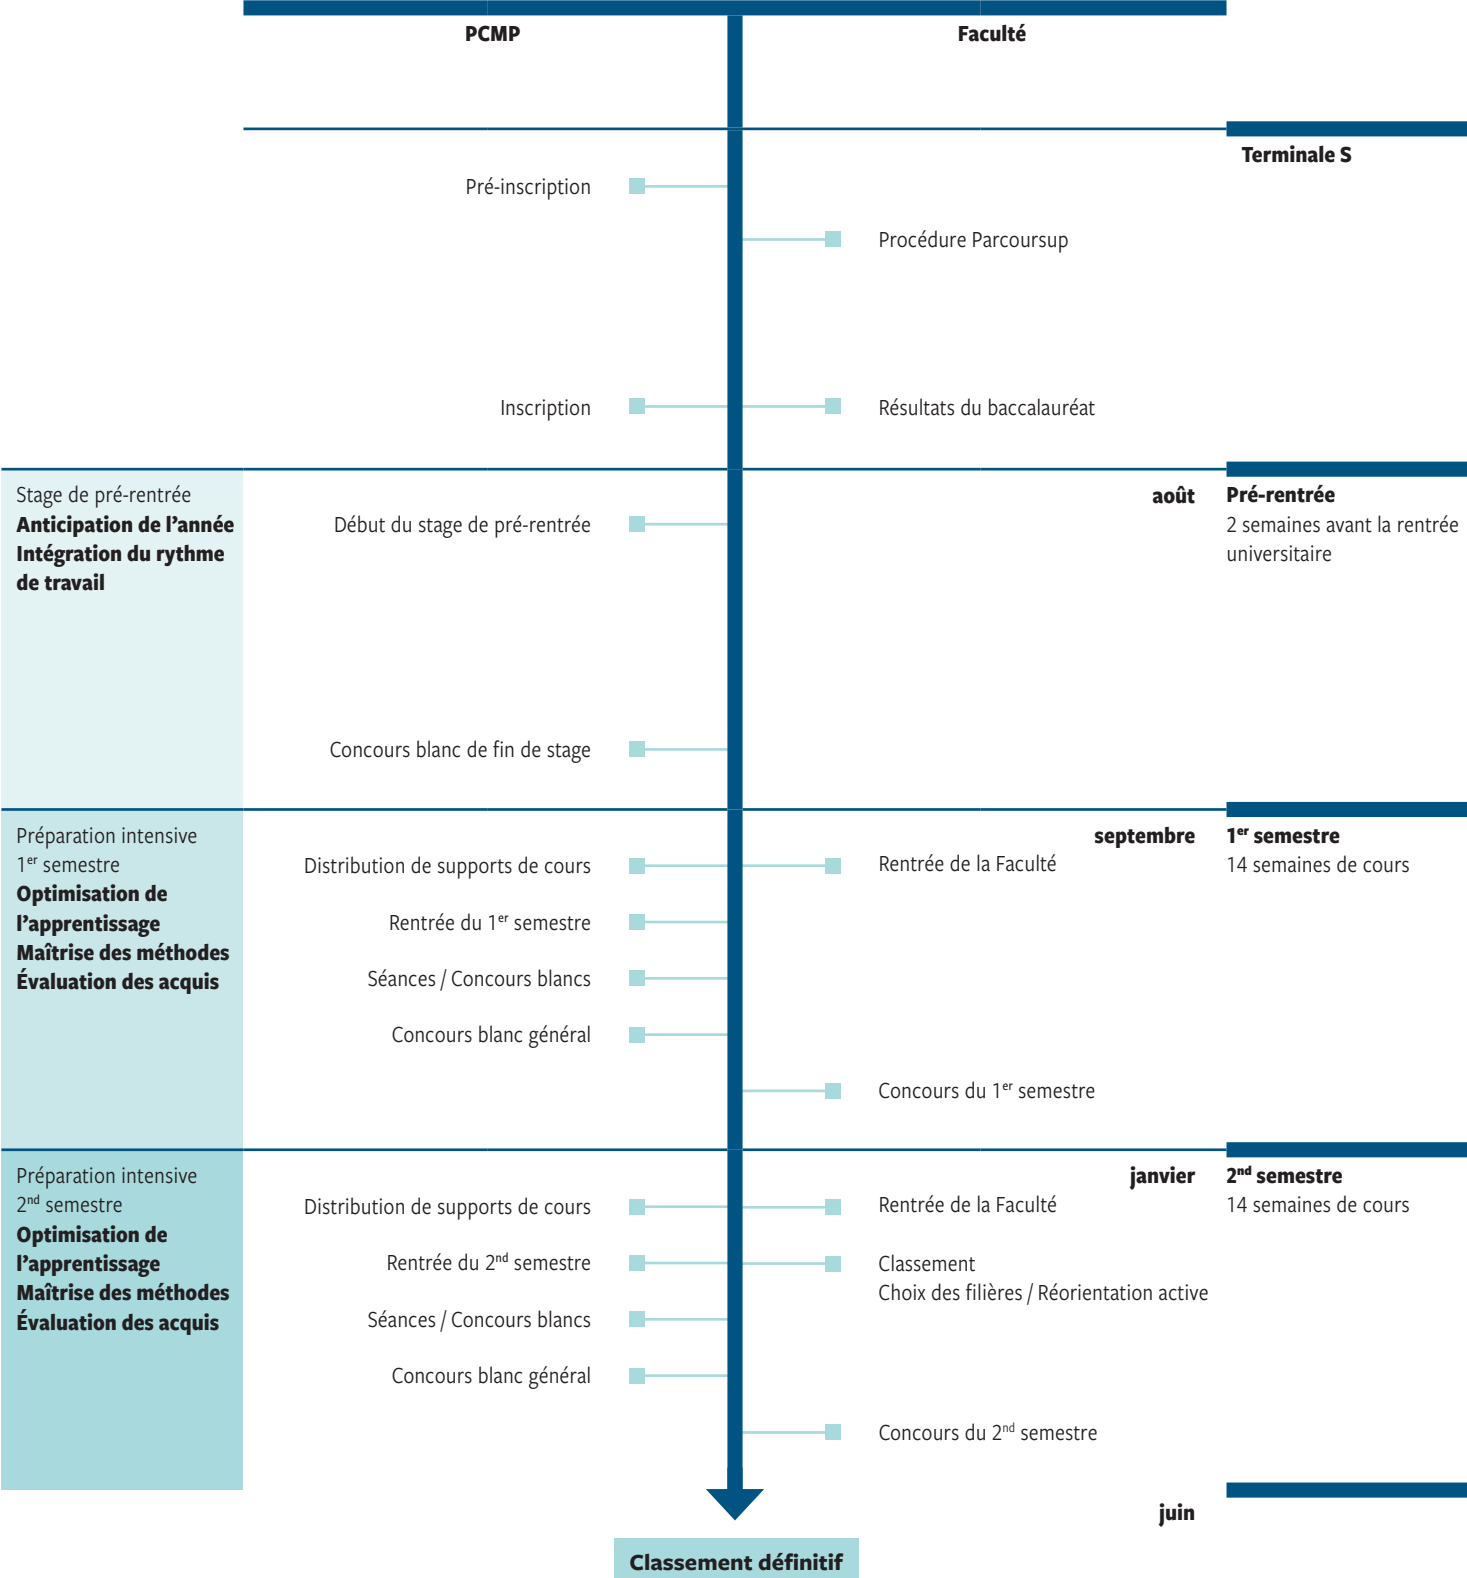 PCMP
Faculté
Terminale S
Pré-inscription
Procédure Parcoursup
Inscription
Résultats du baccalauréat
Stage de pré-rentrée
Anticipation de l’année
Intégration du rythme
de travail
Début du stage de pré-rentrée
août
Pré-rentrée
2 semaines avant la rentrée
universitaire
Concours blanc de fin de stage
Préparation intensive
1er semestre
Optimisation de
l’apprentissage
Maîtrise des méthodes
Évaluation des acquis
Distribution de supports de cours
Rentrée du 1er semestre
Séances / Concours blancs
Concours blanc général
septembre
Rentrée de la Faculté
1er semestre
14 semaines de cours
Concours du 1er semestre
Préparation intensive
2nd semestre
Optimisation de
l’apprentissage
Maîtrise des méthodes
Évaluation des acquis
Distribution de supports de cours
Rentrée du 2nd semestre
Séances / Concours blancs
Concours blanc général
janvier
Rentrée de la Faculté
2nd semestre
14 semaines de cours
Classement
Choix des filières / Réorientation active
Concours du 2nd semestre
juin
Classement définitif